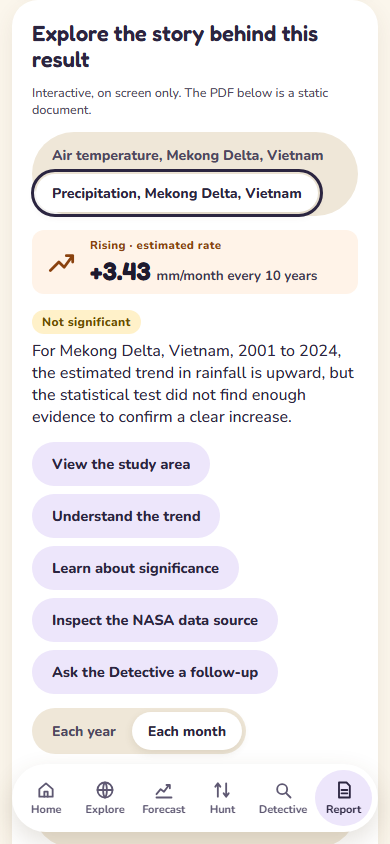 Explore the story behind this
result
Interactive, on screen only. The PDF below is a static
document.
Air temperature, Mekong Delta, Vietnam
Precipitation, Mekong Delta, Vietnam
Rising · estimated rate
+3.43 mm/month every 10 years
Not significant
For Mekong Delta, Vietnam, 2001 to 2024,
the estimated trend in rainfall is upward, but
the statistical test did not find enough
evidence to confirm a clear increase.
View the study area
Understand the trend
Learn about significance
Inspect the NASA data source
Ask the Detective a follow-up
Each year Each month
Home Explore Forecast Hunt Detective Report